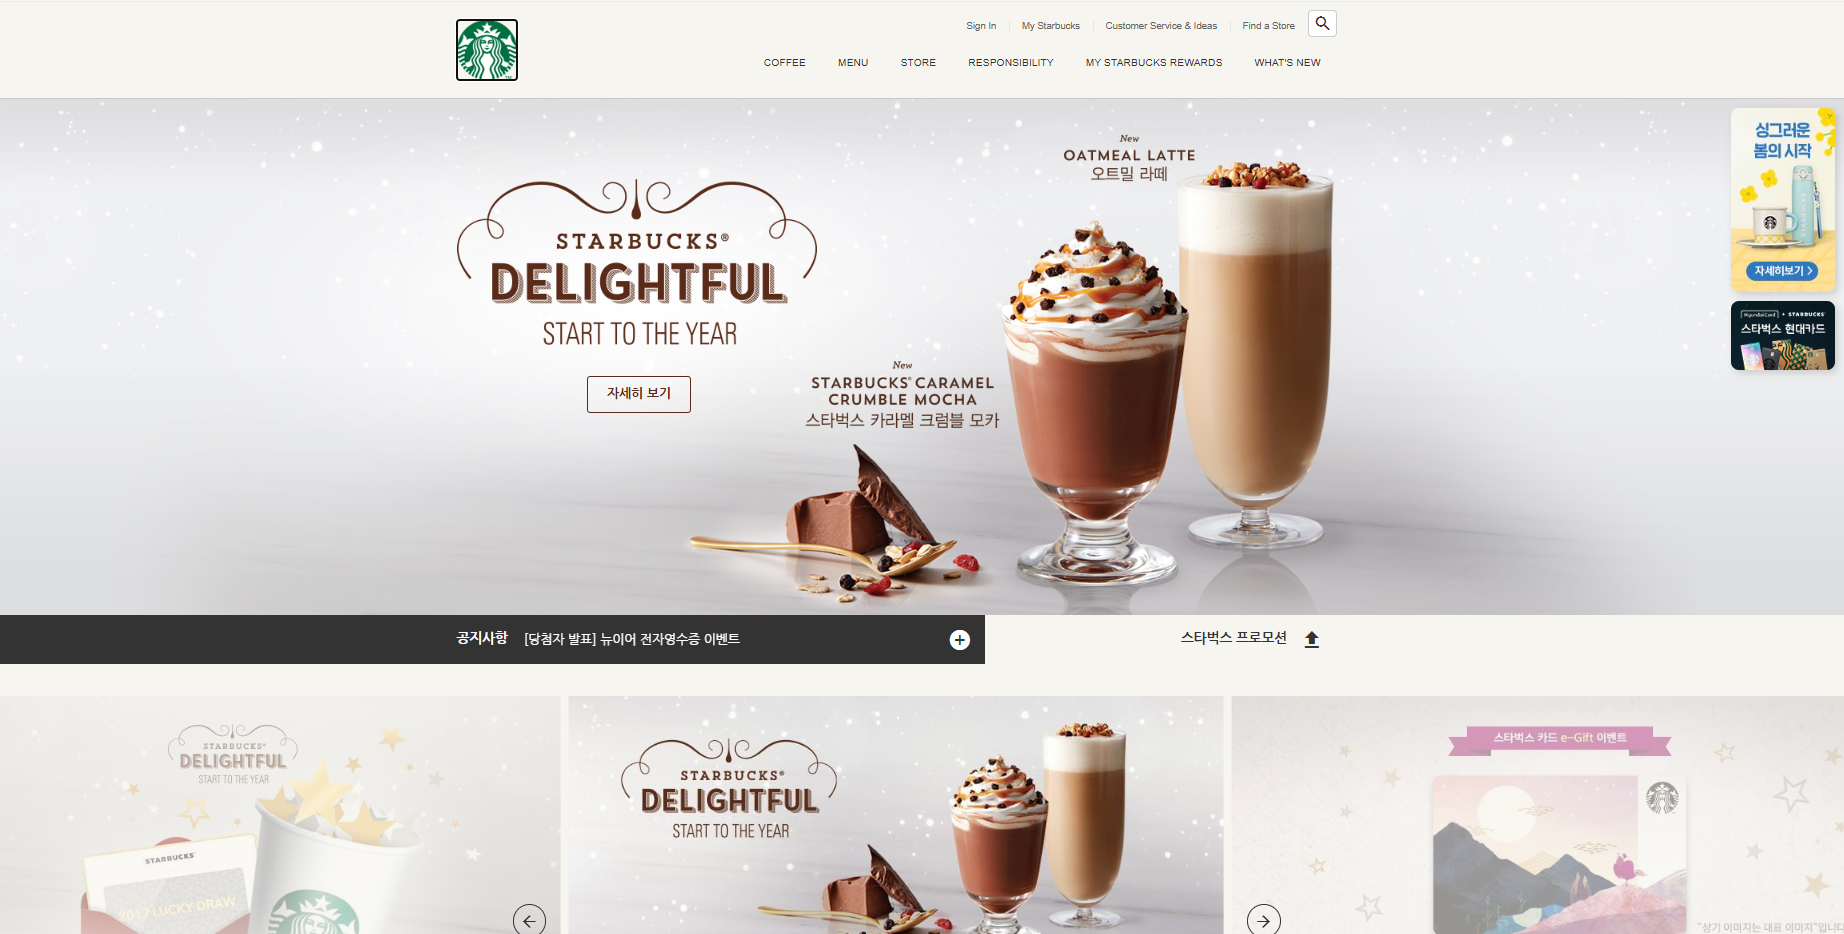 Sign In
My Starbucks
Customer Service & Ideas
Find a Store
COFFEE
MENU
STORE
RESPONSIBILITY
MY STARBUCKS REWARDS
WHAT'S NEW
STARBUCKS®
DELIGHTFUL
START TO THE YEAR
자세히 보기
New
OATMEAL LATTE
오트밀 라떼
New
STARBUCKS® CARAMEL
CRUMBLE MOCHA
스타벅스 카라멜 크럼블 모카
싱그러운
봄의 시작
STARBUCKS
자세히보기 >
HyundaiCard + STARBUCKS
스타벅스 현대카드
공지사항
[당첨자 발표] 뉴이어 전자영수증 이벤트
스타벅스 프로모션
STARBUCKS®
DELIGHTFUL
START TO THE YEAR
STARBUCKS
2017 LUCKY DRAW
STARBUCKS®
DELIGHTFUL
START TO THE YEAR
스타벅스 카드 e-Gift 이벤트
"상기 이미지는 대표 이미지"입니다